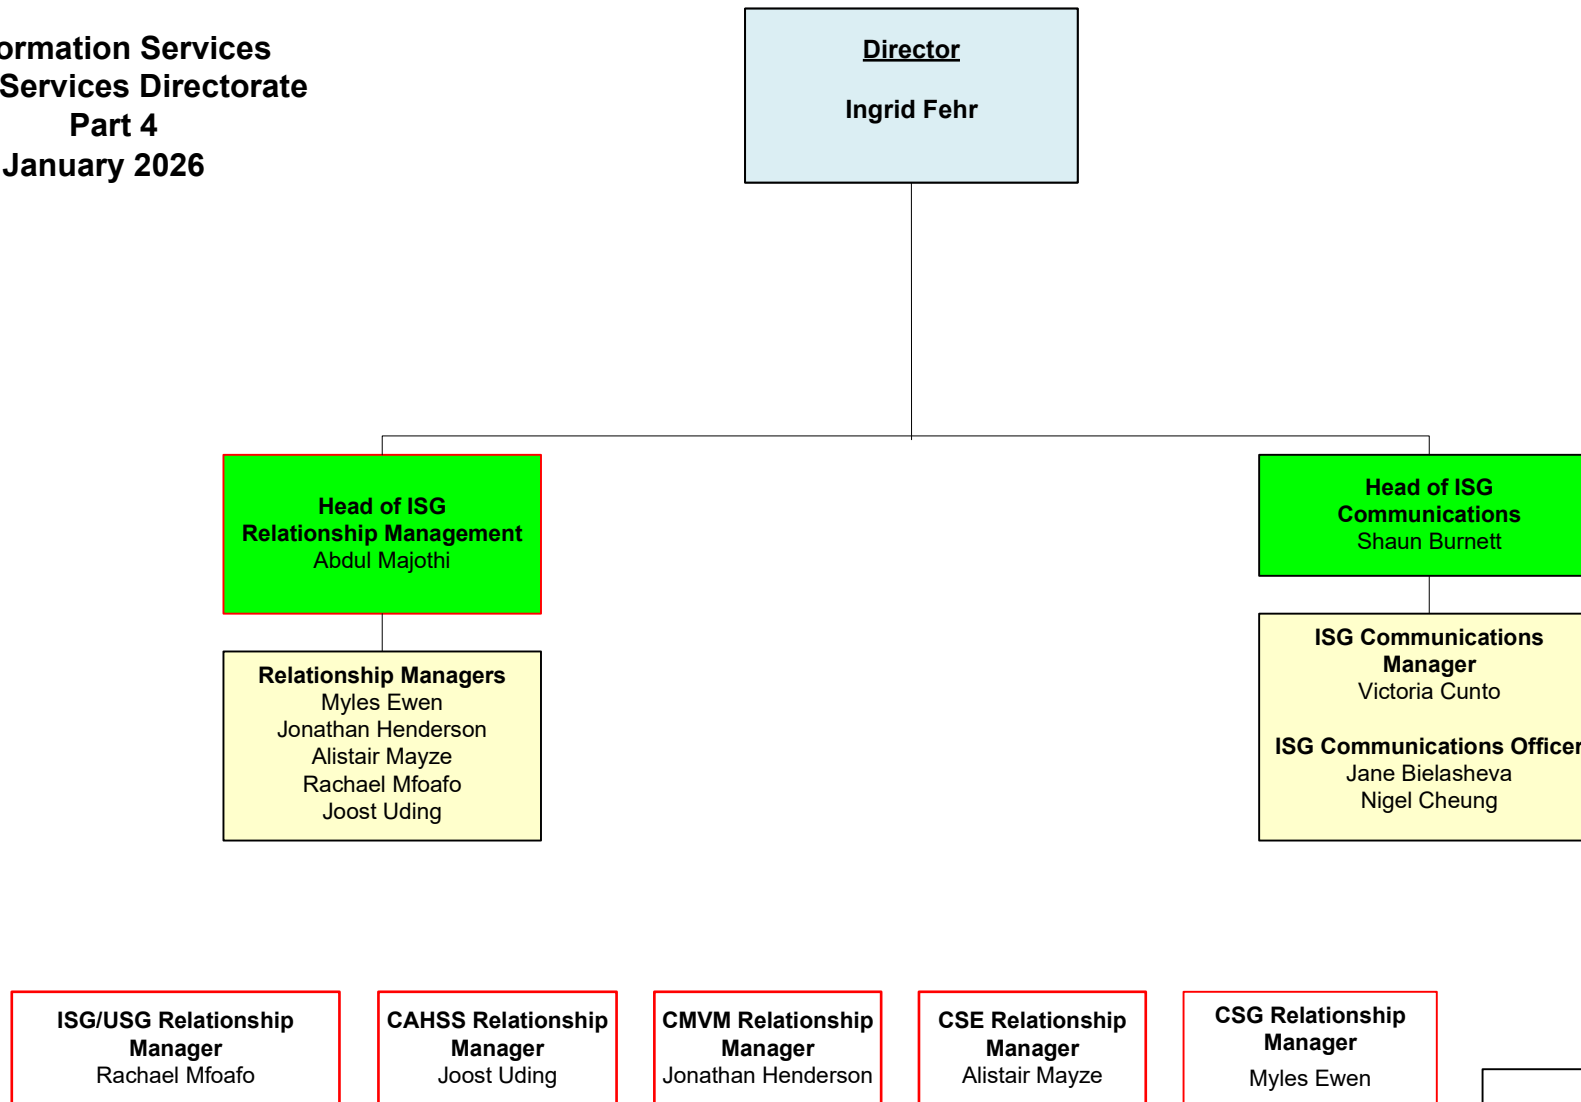 ormation Services
Services Directorate
Part 4
January 2026
Director
Ingrid Fehr
Head of ISG
Relationship Management
Abdul Majothi
Head of ISG
Communications
Shaun Burnett
Relationship Managers
Myles Ewen
Jonathan Henderson
Alistair Mayze
Rachael Mfoafo
Joost Uding
ISG Communications
Manager
Victoria Cunto
ISG Communications Officer
Jane Bielasheva
Nigel Cheung
ISG/USG Relationship
Manager
Rachael Mfoafo
CAHSS Relationship
Manager
Joost Uding
CMVM Relationship
Manager
Jonathan Henderson
CSE Relationship
Manager
Alistair Mayze
CSG Relationship
Manager
Myles Ewen